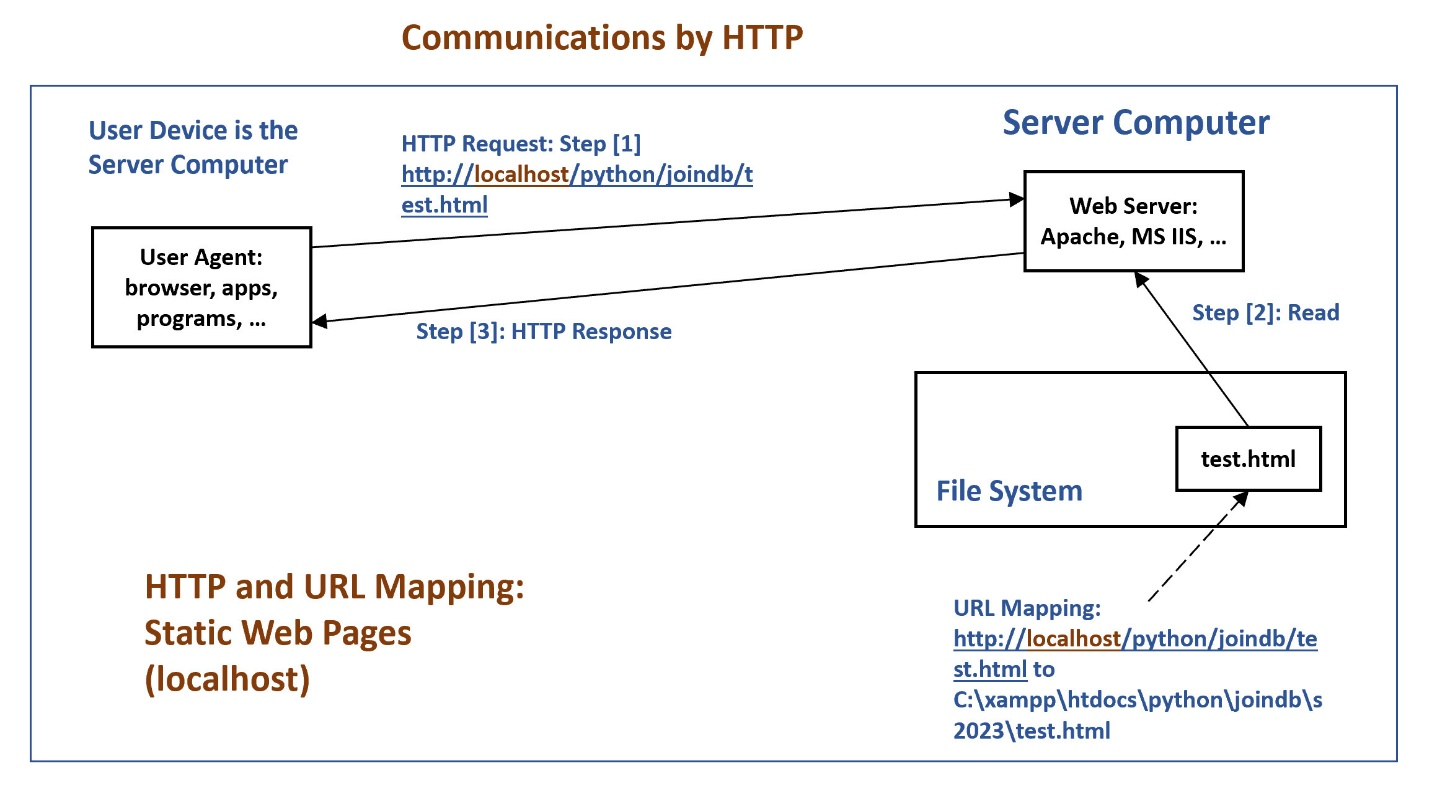 Communications by HTTP
User Device is the
Server Computer
HTTP Request: Step [1]
http://localhost/python/joindb/t
est.html
Server Computer
User Agent:
browser, apps,
programs, ...
Web Server:
Apache, MS IIS, ...
Step [3]: HTTP Response
Step [2]: Read
test.html
File System
HTTP and URL Mapping:
Static Web Pages
(localhost)
URL Mapping:
http://localhost/python/joindb/te
st.html to
C:\xampp\htdocs\python\joindb\s
2023\test.html